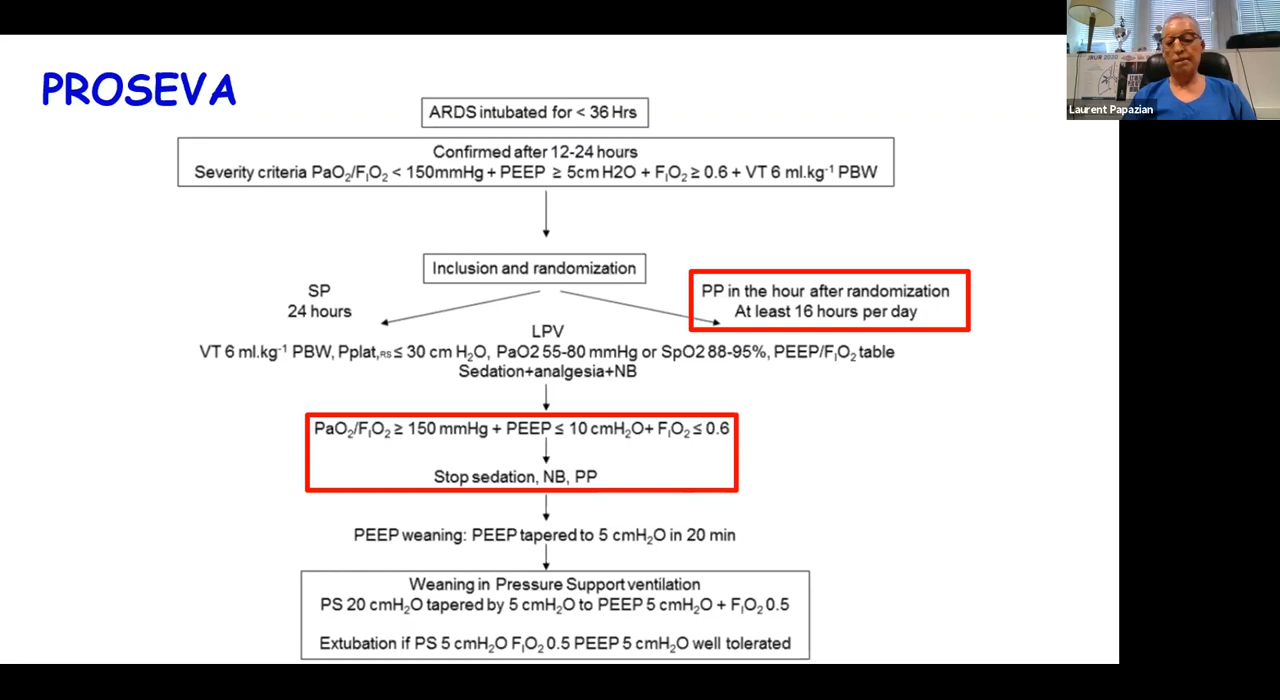 PROSEVA
ARDS intubated for < 36 Hrs
Confirmed after 12-24 hours
Severity criteria PaO₂/FᵢO₂ < 150mmHg + PEEP ≥ 5cm H2O + FᵢO₂ ≥ 0.6 + VT 6 ml.kg⁻¹ PBW
Inclusion and randomization
SP
24 hours
PP in the hour after randomization
At least 16 hours per day
LPV
VT 6 ml.kg⁻¹ PBW, Pplat,RS ≤ 30 cm H₂O, PaO2 55-80 mmHg or SpO2 88-95%, PEEP/FᵢO₂ table
Sedation+analgesia+NB
PaO₂/FᵢO₂ ≥ 150 mmHg + PEEP ≤ 10 cmH₂O+ FᵢO₂ ≤ 0.6
Stop sedation, NB, PP
PEEP weaning: PEEP tapered to 5 cmH₂O in 20 min
Weaning in Pressure Support ventilation
PS 20 cmH₂O tapered by 5 cmH₂O to PEEP 5 cmH₂O + FᵢO₂ 0.5
Extubation if PS 5 cmH₂O FᵢO₂ 0.5 PEEP 5 cmH₂O well tolerated
Laurent Papazian